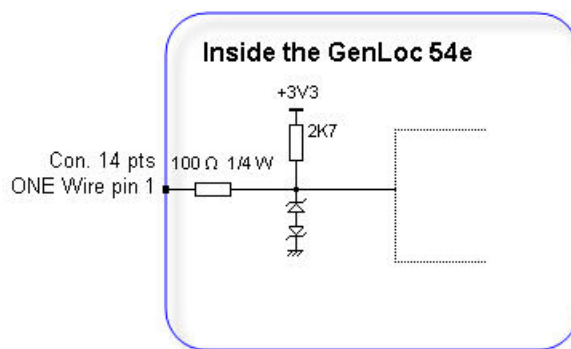 Inside the GenLoc 54e
+3V3
2K7
Con. 14 pts 100 Ω 1/4 W
ONE Wire pin 1